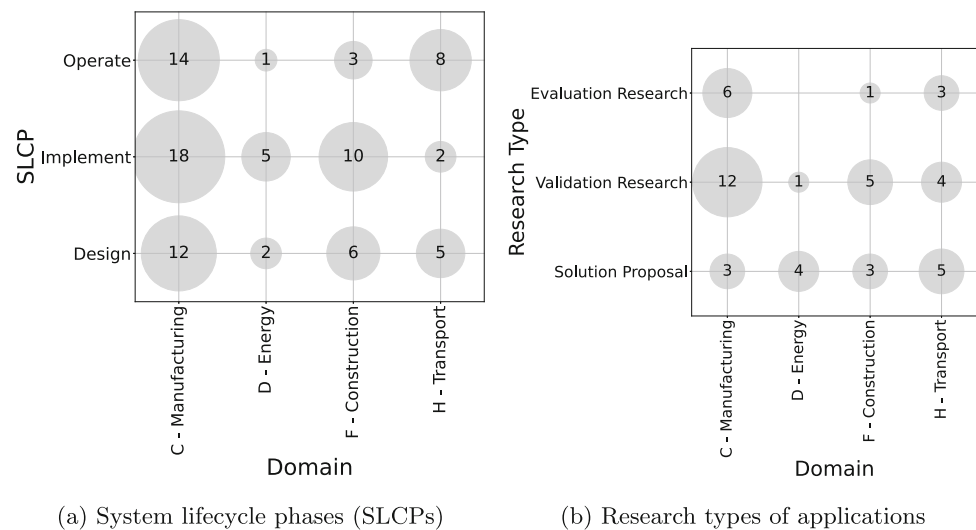 SLCP
Operate
14
1
3
8
Implement
18
5
10
2
Design
12
2
6
5
C - Manufacturing
D - Energy
F - Construction
H - Transport
Domain
(a) System lifecycle phases (SLCPs)
Research Type
Evaluation Research
6
1
3
Validation Research
12
1
5
4
Solution Proposal
3
4
3
5
C - Manufacturing
D - Energy
F - Construction
H - Transport
Domain
(b) Research types of applications